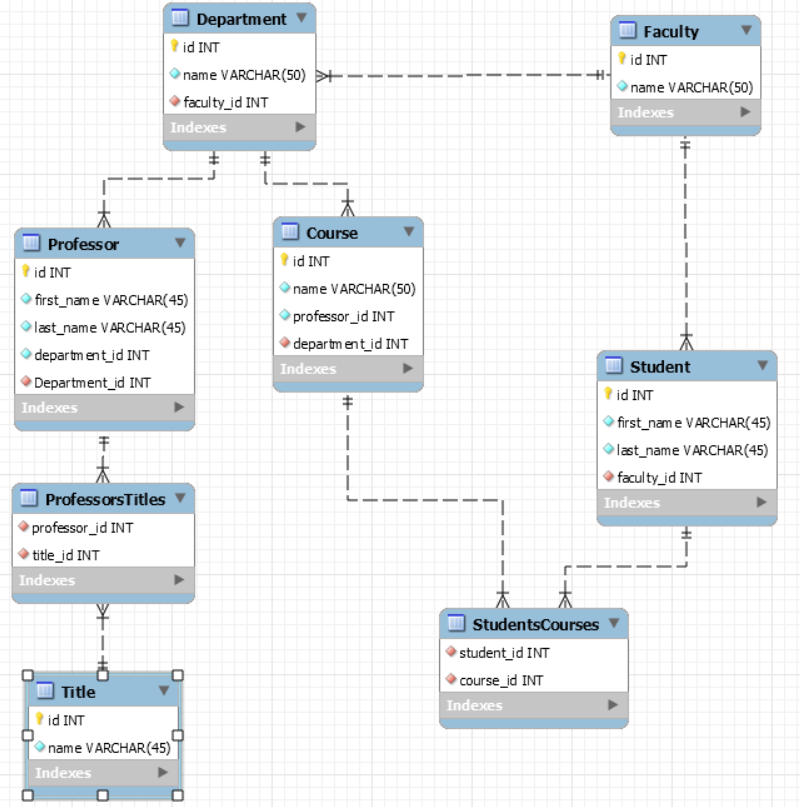 Department
id INT
name VARCHAR(50)
faculty_id INT
Indexes
Faculty
id INT
name VARCHAR(50)
Indexes
Professor
id INT
first_name VARCHAR(45)
last_name VARCHAR(45)
department_id INT
Department_id INT
Indexes
Course
id INT
name VARCHAR(50)
professor_id INT
department_id INT
Indexes
Student
id INT
first_name VARCHAR(45)
last_name VARCHAR(45)
faculty_id INT
Indexes
ProfessorsTitles
professor_id INT
title_id INT
Indexes
StudentsCourses
student_id INT
course_id INT
Indexes
Title
id INT
name VARCHAR(45)
Indexes